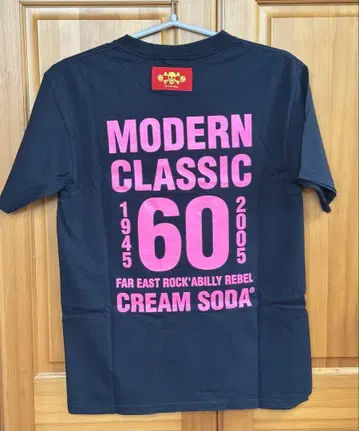 MODERN
CLASSIC
1945
60
2005
FAR EAST ROCK'ABILLY REBEL
CREAM SODA®